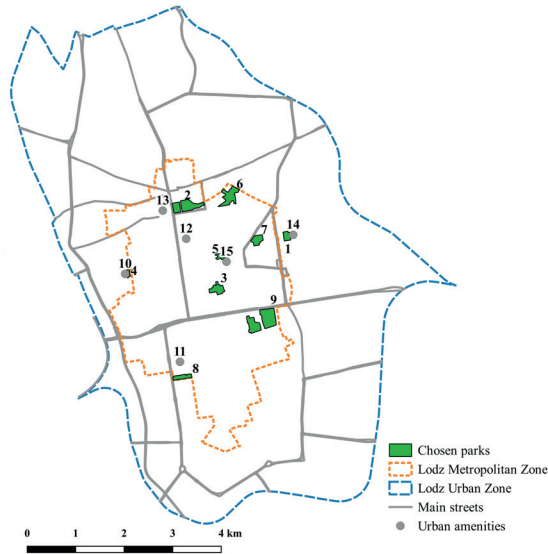 6
2
13
14
12
7
1
5
15
10
4
3
9
11
8
Chosen parks
Lodz Metropolitan Zone
Lodz Urban Zone
Main streets
Urban amenities
0 1 2 3 4 km